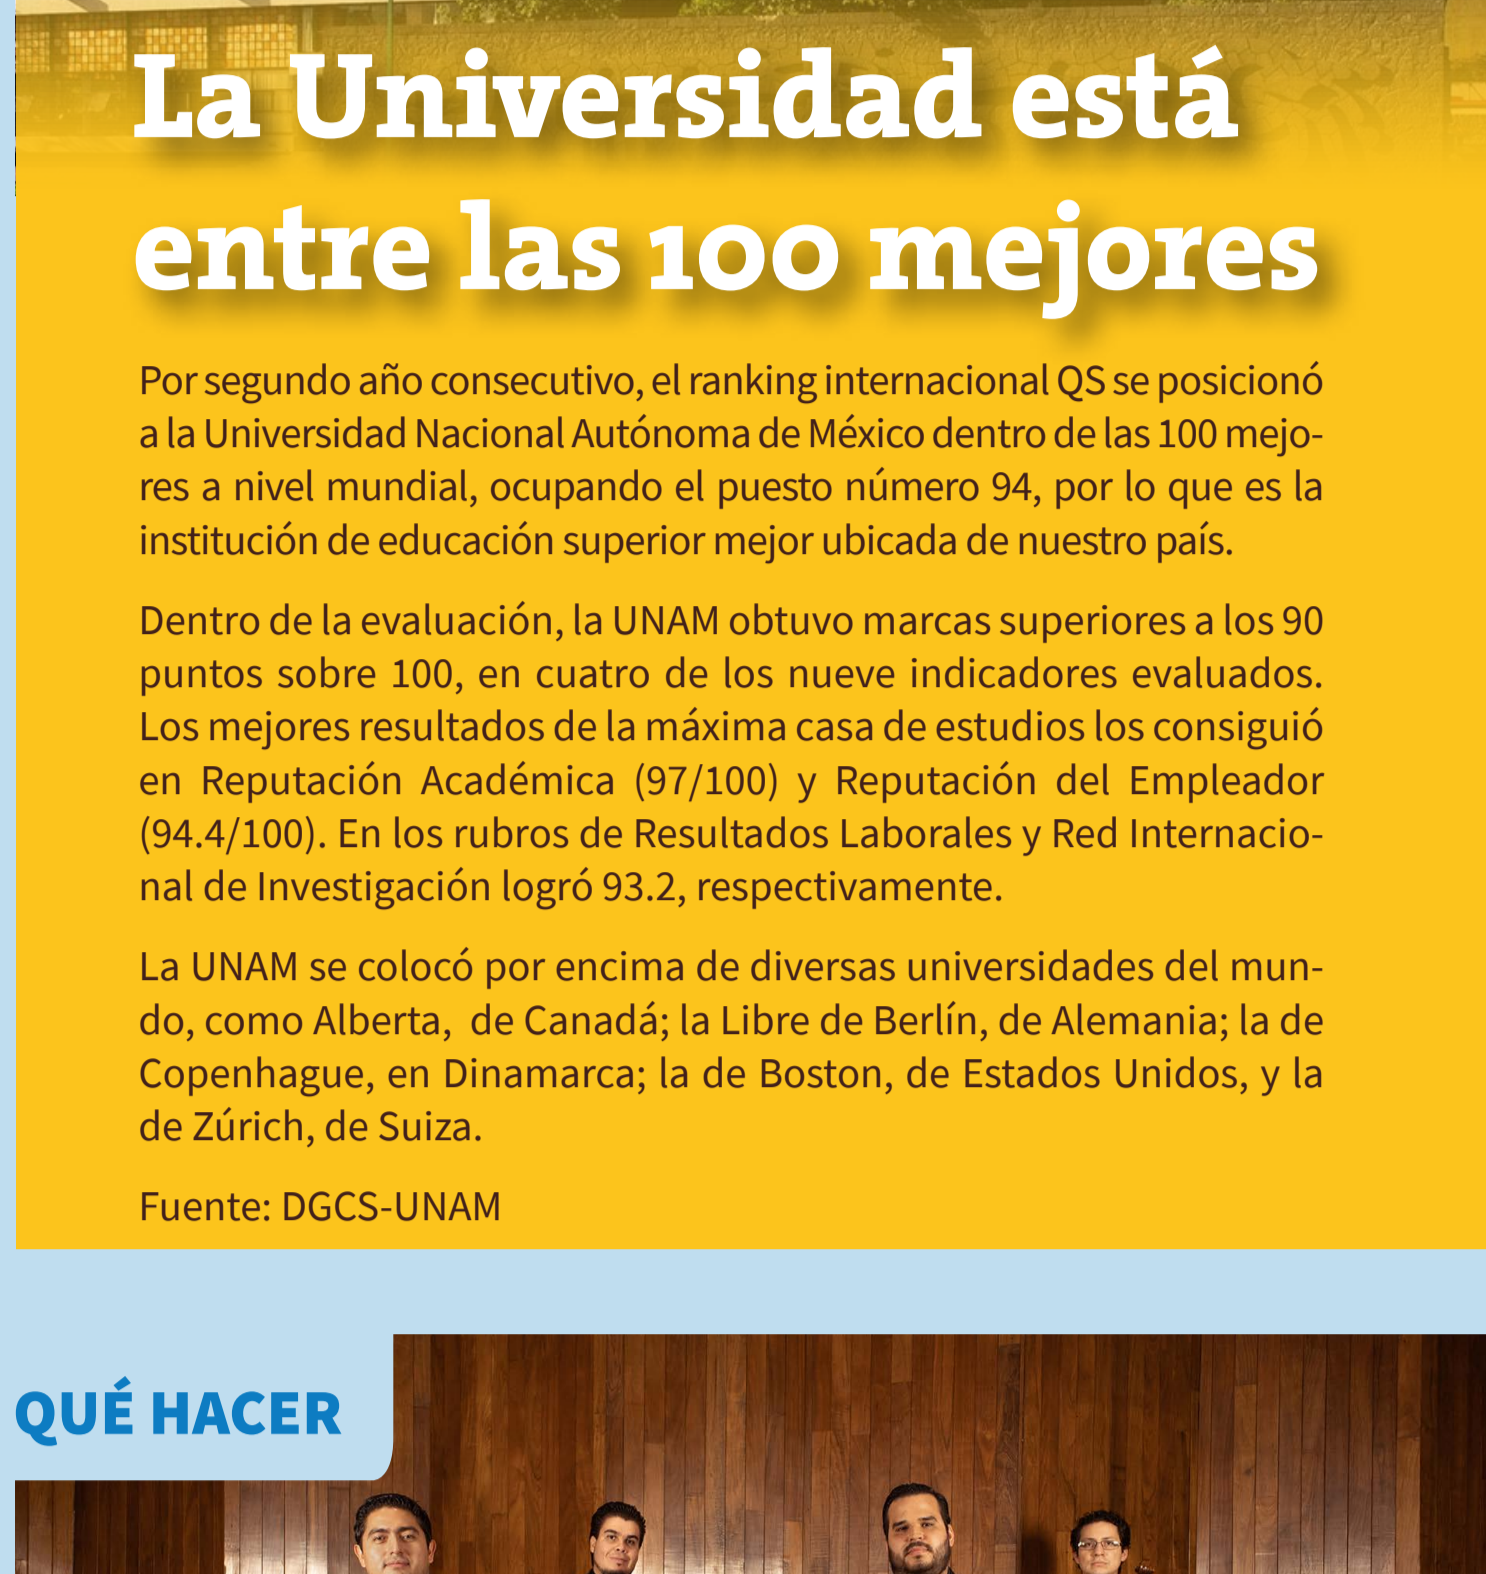 La Universidad está
entre las 100 mejores
Por segundo año consecutivo, el ranking internacional QS se posicionó
a la Universidad Nacional Autónoma de México dentro de las 100 mejo-
res a nivel mundial, ocupando el puesto número 94, por lo que es la
institución de educación superior mejor ubicada de nuestro país.
Dentro de la evaluación, la UNAM obtuvo marcas superiores a los 90
puntos sobre 100, en cuatro de los nueve indicadores evaluados.
Los mejores resultados de la máxima casa de estudios los consiguió
en Reputación Académica (97/100) y Reputación del Empleador
(94.4/100). En los rubros de Resultados Laborales y Red Internacio-
nal de Investigación logró 93.2, respectivamente.
La UNAM se colocó por encima de diversas universidades del mun-
do, como Alberta, de Canadá; la Libre de Berlín, de Alemania; la de
Copenhague, en Dinamarca; la de Boston, de Estados Unidos, y la
de Zúrich, de Suiza.
Fuente: DGCS-UNAM
QUÉ HACER